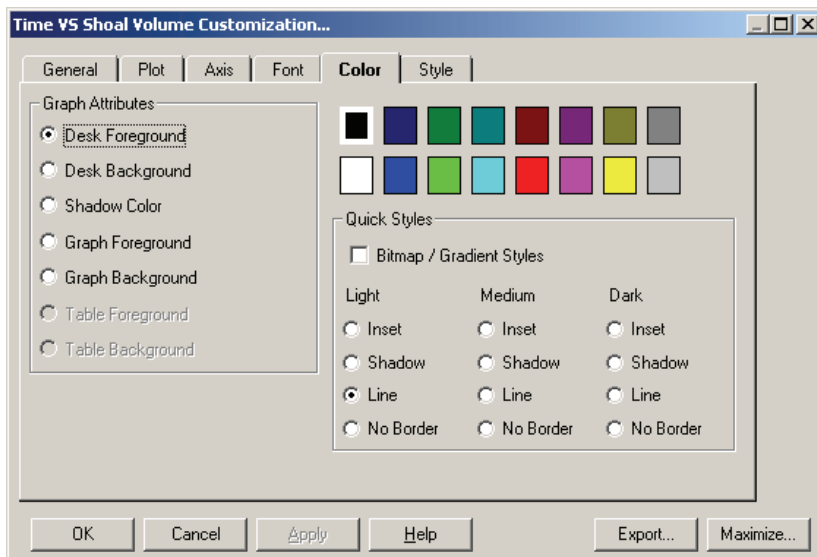 Time VS Shoal Volume Customization...
General Plot Axis Font Color Style
Graph Attributes
Desk Foreground
Desk Background
Shadow Color
Graph Foreground
Graph Background
Table Foreground
Table Background
Quick Styles
Bitmap / Gradient Styles
Light Medium Dark
Inset Inset Inset
Shadow Shadow Shadow
Line Line Line
No Border No Border No Border
OK Cancel Apply Help Export... Maximize...